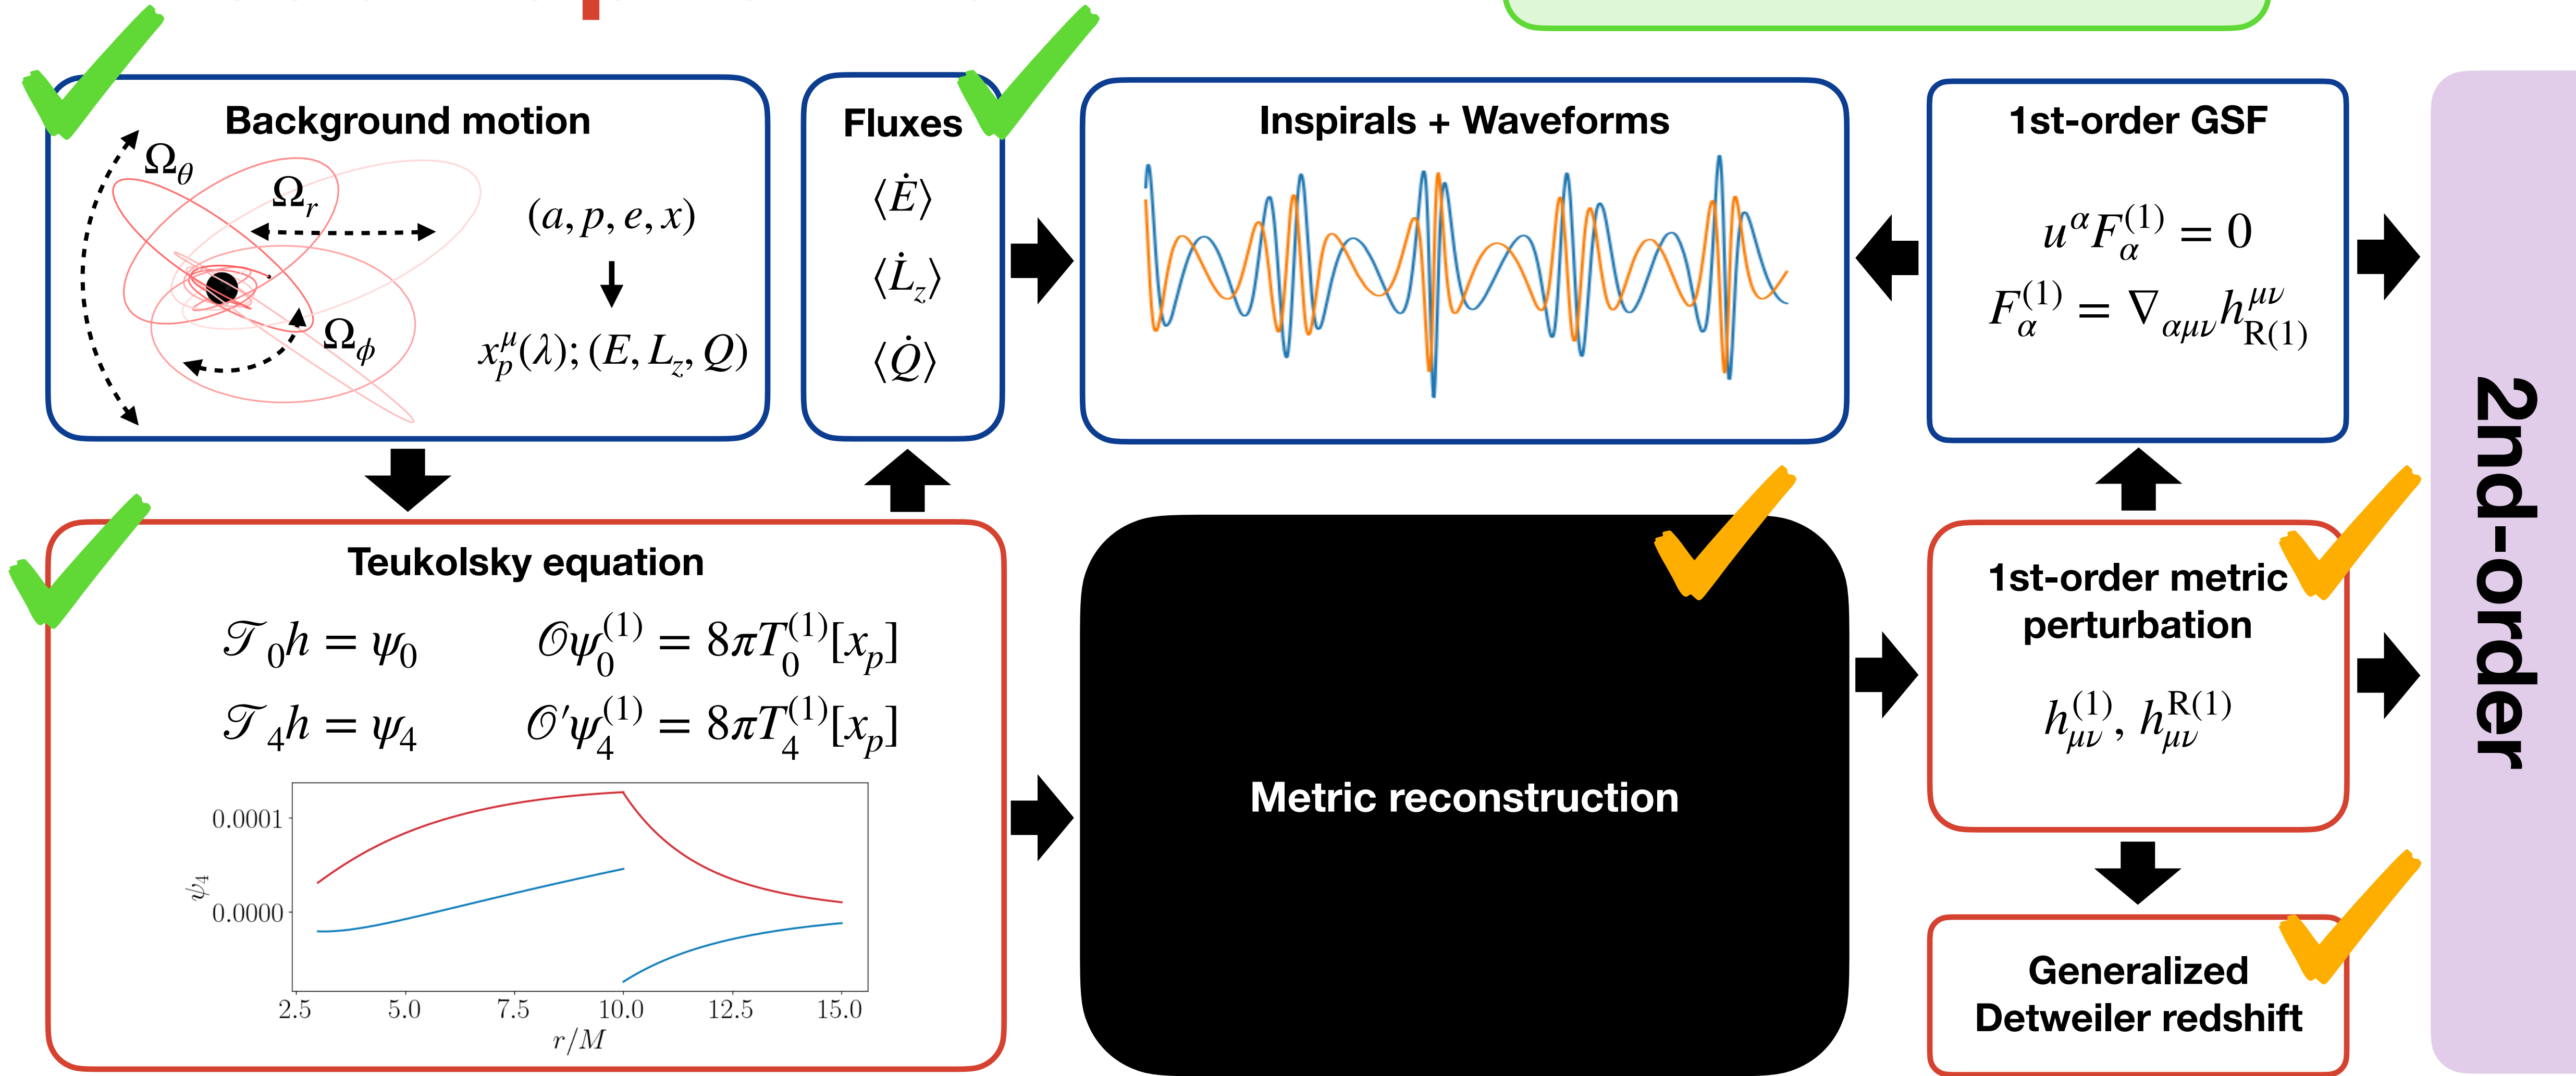 Background motion
Ω_θ
Ω_r
(a, p, e, x)
Ω_ϕ
x_p^μ(λ); (E, L_z, Q)
Fluxes
⟨Ė⟩
⟨L̇_z⟩
⟨Q̇⟩
Inspirals + Waveforms
1st-order GSF
u^α F_α^(1) = 0
F_α^(1) = ∇_αμν h_R(1)^μν
2nd-order
Teukolsky equation
𝒯_0 h = ψ_0 𝒪ψ_0^(1) = 8πT_0^(1)[x_p]
𝒯_4 h = ψ_4 𝒪′ψ_4^(1) = 8πT_4^(1)[x_p]
0.0001
ψ_4
0.0000
2.5 5.0 7.5 10.0 12.5 15.0
r/M
Metric reconstruction
1st-order metric
perturbation
h_μν^(1), h_μν^R(1)
Generalized
Detweiler redshift